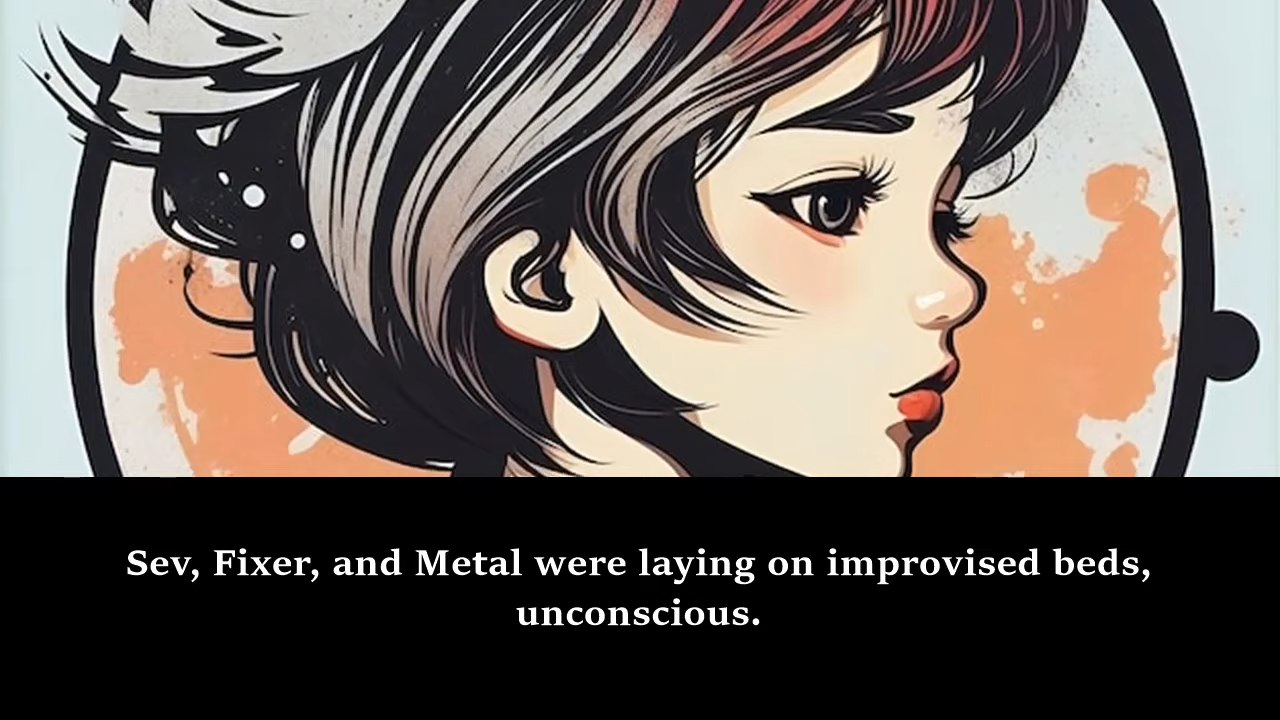 Sev, Fixer, and Metal were laying on improvised beds,
unconscious.